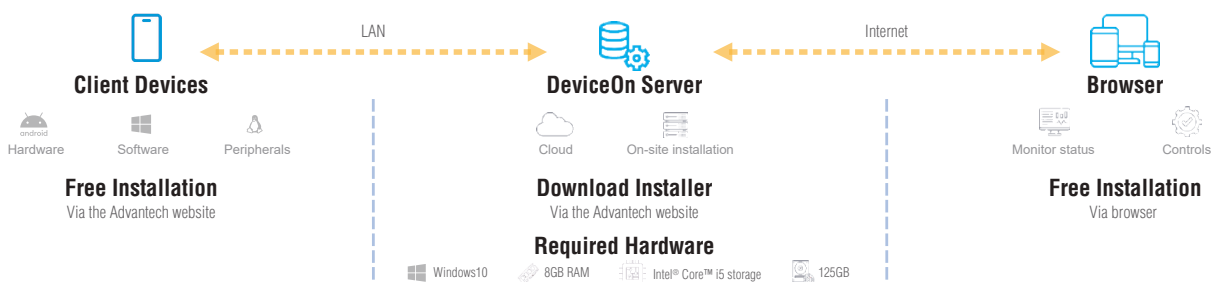 LAN
Internet
Client Devices
DeviceOn Server
Browser
android
Hardware
Software
Peripherals
Cloud
On-site installation
Monitor status
Controls
Free Installation
Via the Advantech website
Download Installer
Via the Advantech website
Free Installation
Via browser
Required Hardware
Windows10
8GB RAM
Intel® Core™ i5 storage
125GB